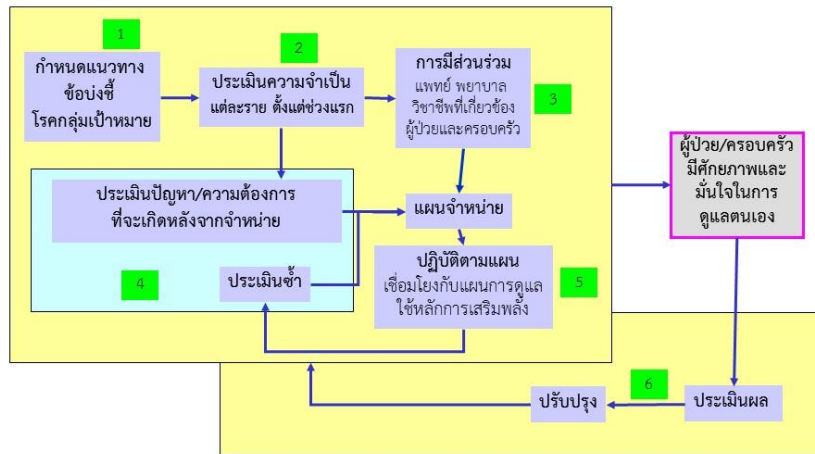 1
กำหนดแนวทาง
ข้อบ่งชี้
โรคกลุ่มเป้าหมาย
2
ประเมินความจำเป็น
แต่ละราย ตั้งแต่ช่วงแรก
การมีส่วนร่วม
แพทย์ พยาบาล
วิชาชีพที่เกี่ยวข้อง
ผู้ป่วยและครอบครัว
3
ผู้ป่วย/ครอบครัว
มีศักยภาพและ
มั่นใจในการ
ดูแลตนเอง
ประเมินปัญหา/ความต้องการ
ที่จะเกิดหลังจากจำหน่าย
แผนจำหน่าย
4
ประเมินซ้ำ
ปฏิบัติตามแผน
เชื่อมโยงกับแผนการดูแล
ใช้หลักการเสริมพลัง
5
6
ปรับปรุง
ประเมินผล